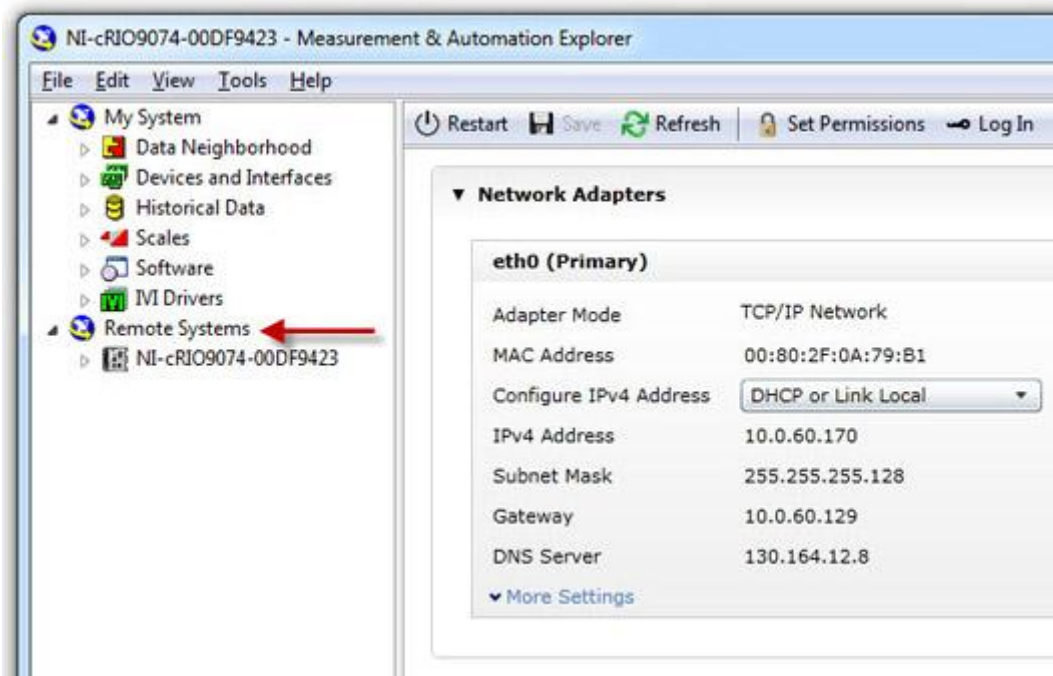 NI-cRIO9074-00DF9423 - Measurement & Automation Explorer
File Edit View Tools Help
My System
Data Neighborhood
Devices and Interfaces
Historical Data
Scales
Software
IVI Drivers
Remote Systems
NI-cRIO9074-00DF9423
Restart Save Refresh Set Permissions Log In
Network Adapters
eth0 (Primary)
Adapter Mode TCP/IP Network
MAC Address 00:80:2F:0A:79:B1
Configure IPv4 Address DHCP or Link Local
IPv4 Address 10.0.60.170
Subnet Mask 255.255.255.128
Gateway 10.0.60.129
DNS Server 130.164.12.8
More Settings